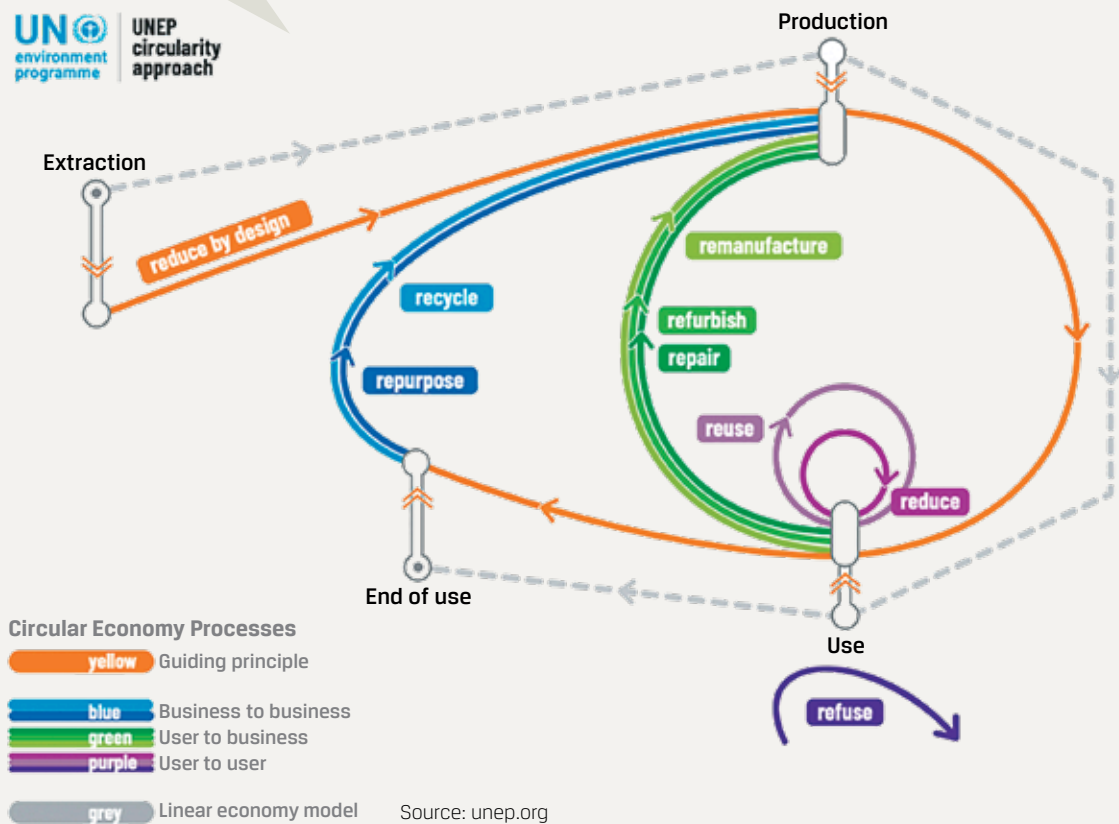 UN
environment
programme
UNEP
circularity
approach
Production
Extraction
reduce by design
remanufacture
recycle
refurbish
repair
repurpose
reuse
reduce
End of use
Use
refuse
Circular Economy Processes
yellow Guiding principle
blue Business to business
green User to business
purple User to user
grey Linear economy model
Source: unep.org